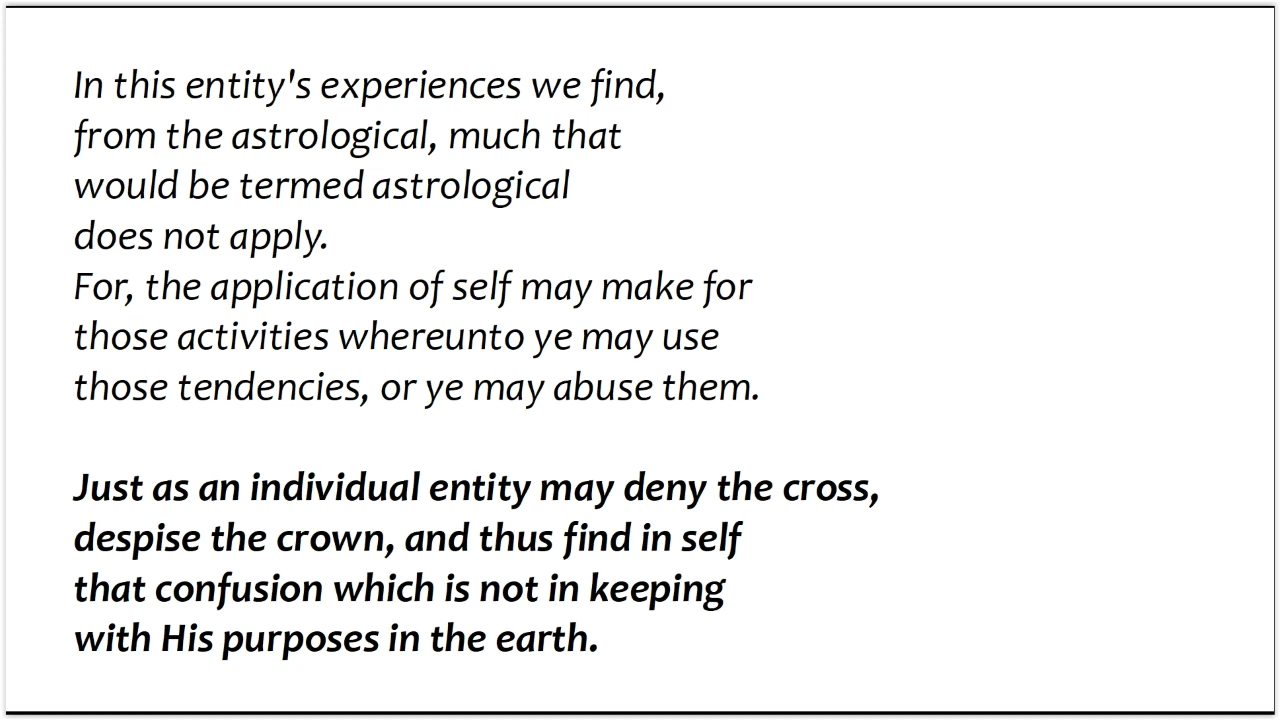 In this entity's experiences we find,
from the astrological, much that
would be termed astrological
does not apply.
For, the application of self may make for
those activities whereunto ye may use
those tendencies, or ye may abuse them.
Just as an individual entity may deny the cross,
despise the crown, and thus find in self
that confusion which is not in keeping
with His purposes in the earth.